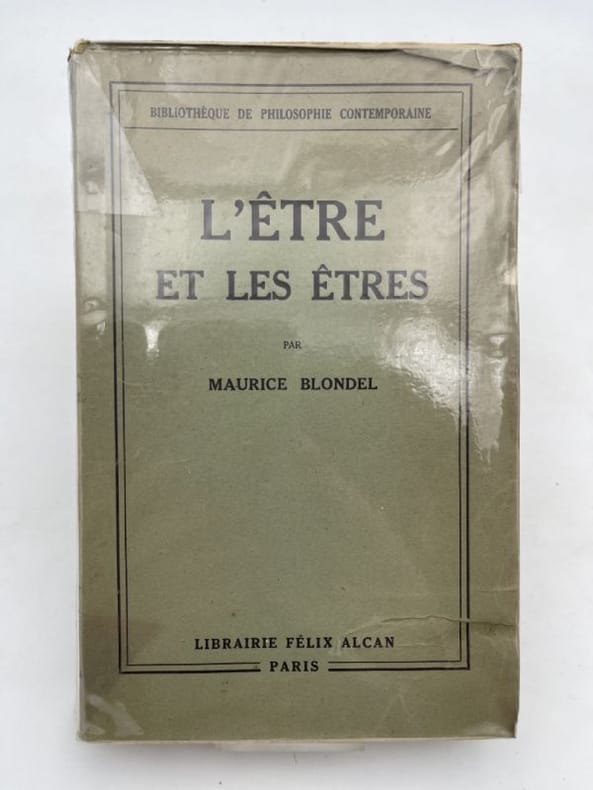 BIBLIOTHÈQUE DE PHILOSOPHIE CONTEMPORAINE
L'ÊTRE
ET LES ÊTRES
PAR
MAURICE BLONDEL
LIBRAIRIE FÉLIX ALCAN
PARIS